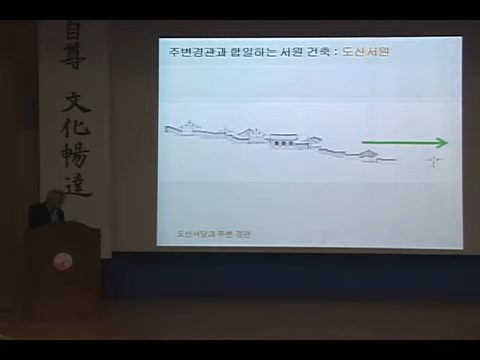 주변경관과 합일하는 서원 건축 : 도산서원
도산서당과 주변 경관
自尊 文化暢達